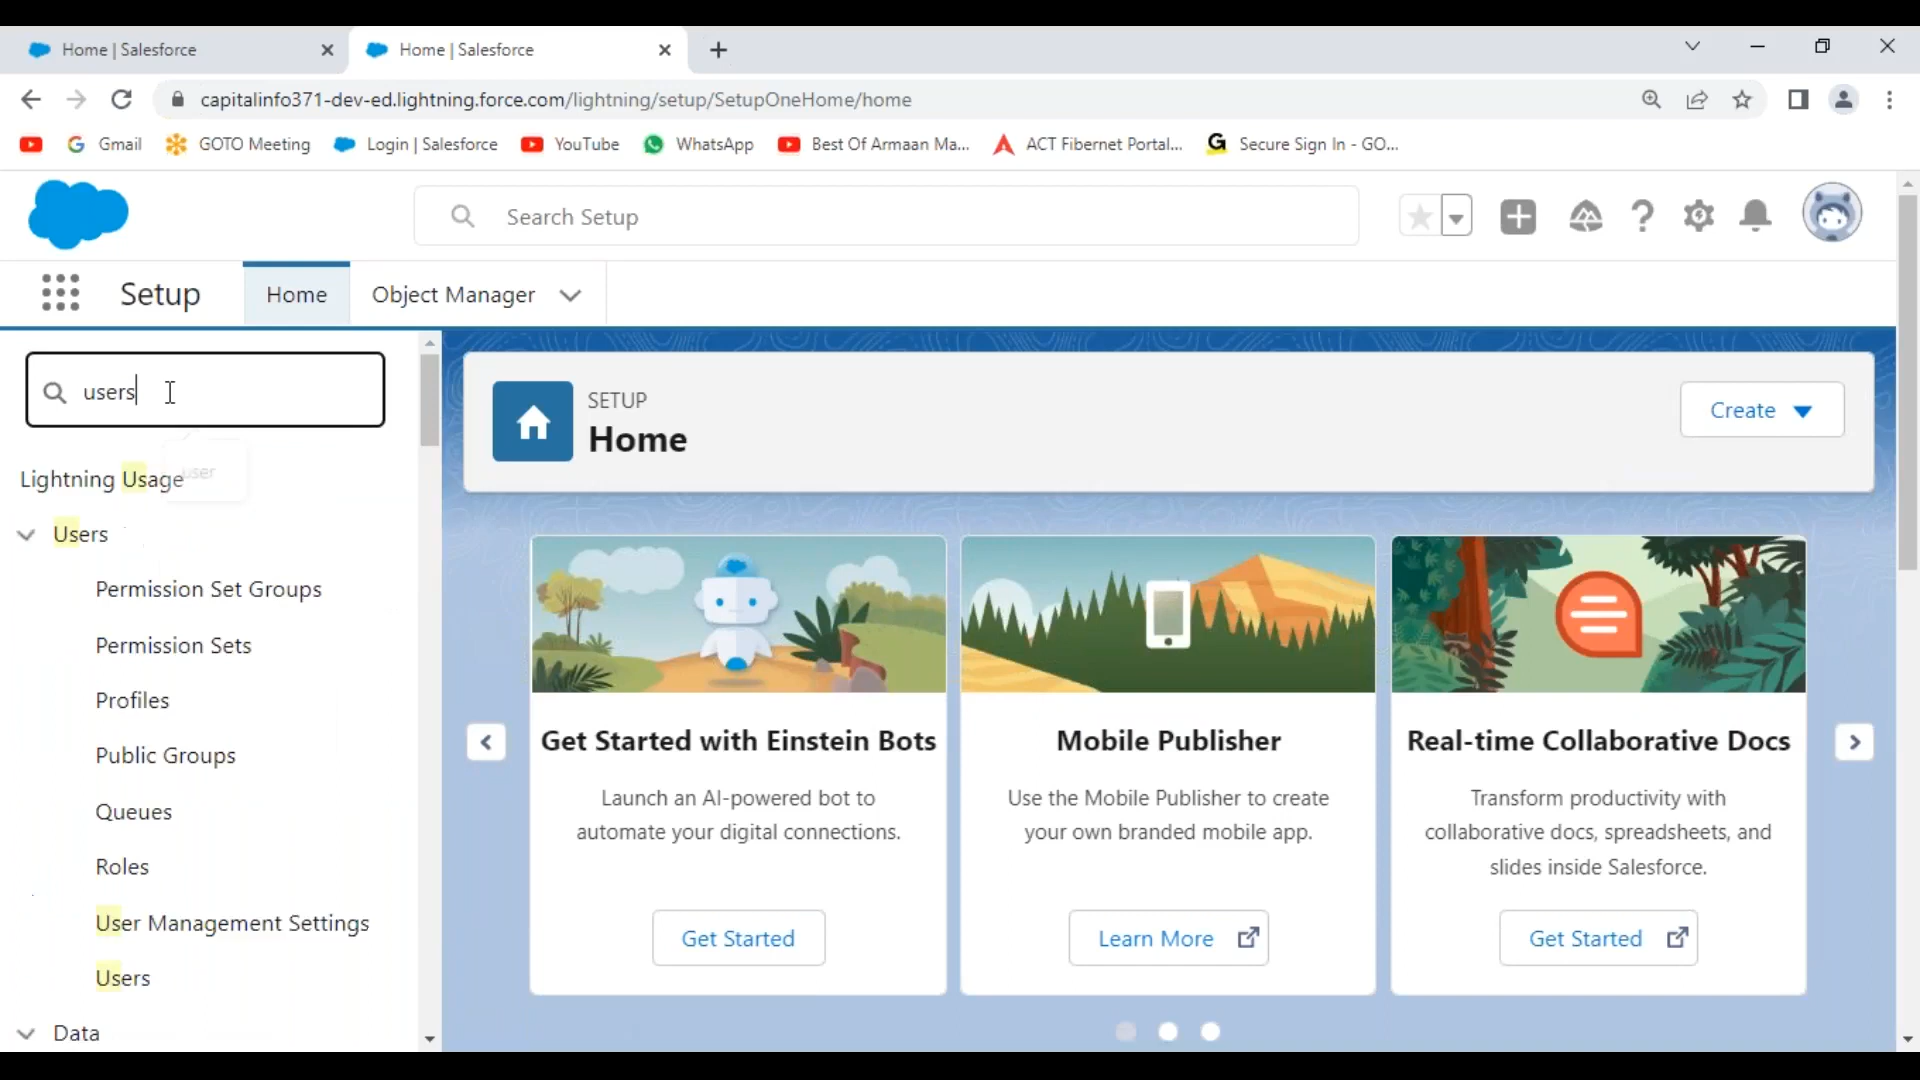 Home | Salesforce
Home | Salesforce
capitalinfo371-dev-ed.lightning.force.com/lightning/setup/SetupOneHome/home
Gmail
GOTO Meeting
Login | Salesforce
YouTube
WhatsApp
Best Of Armaan Ma...
ACT Fibernet Portal...
Secure Sign In - GO...
Search Setup
Setup
Home
Object Manager
users
user
Lightning Usage
Users
Permission Set Groups
Permission Sets
Profiles
Public Groups
Queues
Roles
User Management Settings
Users
Data
SETUP
Home
Create
Get Started with Einstein Bots
Launch an AI-powered bot to
automate your digital connections.
Get Started
Mobile Publisher
Use the Mobile Publisher to create
your own branded mobile app.
Learn More
Real-time Collaborative Docs
Transform productivity with
collaborative docs, spreadsheets, and
slides inside Salesforce.
Get Started